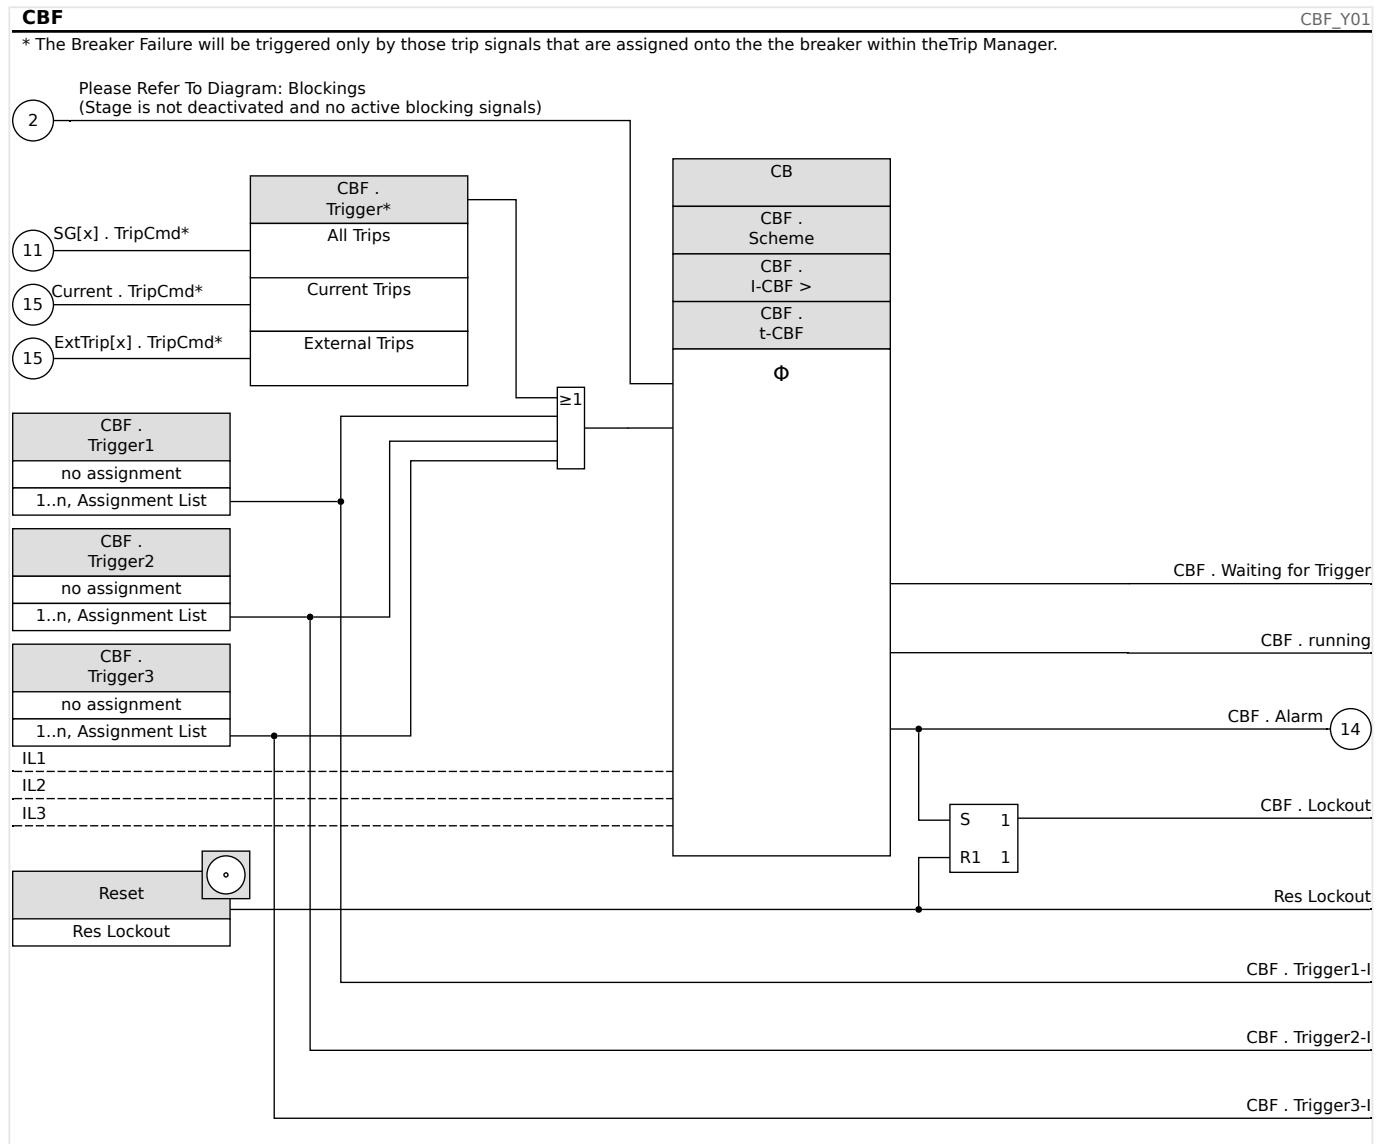 CBF
CBF_Y01
* The Breaker Failure will be triggered only by those trip signals that are assigned onto the the breaker within theTrip Manager.
Please Refer To Diagram: Blockings
(Stage is not deactivated and no active blocking signals)
2
CBF .
Trigger*
All Trips
Current Trips
External Trips
11
SG[x] . TripCmd*
15
Current . TripCmd*
15
ExtTrip[x] . TripCmd*
CB
CBF .
Scheme
CBF .
I-CBF >
CBF .
t-CBF
Φ
≥1
CBF .
Trigger1
no assignment
1..n, Assignment List
CBF .
Trigger2
no assignment
1..n, Assignment List
CBF .
Trigger3
no assignment
1..n, Assignment List
IL1
IL2
IL3
CBF . Waiting for Trigger
CBF . running
CBF . Alarm
14
S 1
R1 1
CBF . Lockout
Reset
Res Lockout
Res Lockout
CBF . Trigger1-I
CBF . Trigger2-I
CBF . Trigger3-I